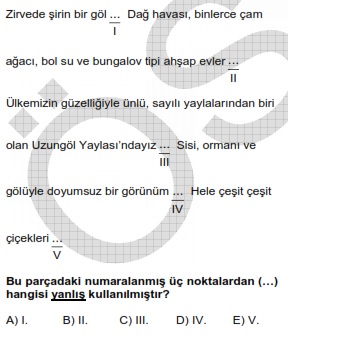 Zirvede şirin bir göl ... Dağ havası, binlerce çam
I
ağacı, bol su ve bungalov tipi ahşap evler ...
II
Ülkemizin güzelliğiyle ünlü, sayılı yaylalarından biri
olan Uzungöl Yaylası'ndayız ... Sisi, ormanı ve
III
gölüyle doyumsuz bir görünüm ... Hele çeşit çeşit
IV
çiçekleri ...
V
Bu parçadaki numaralanmış üç noktalardan (...)
hangisi yanlış kullanılmıştır?
A) I. B) II. C) III. D) IV. E) V.